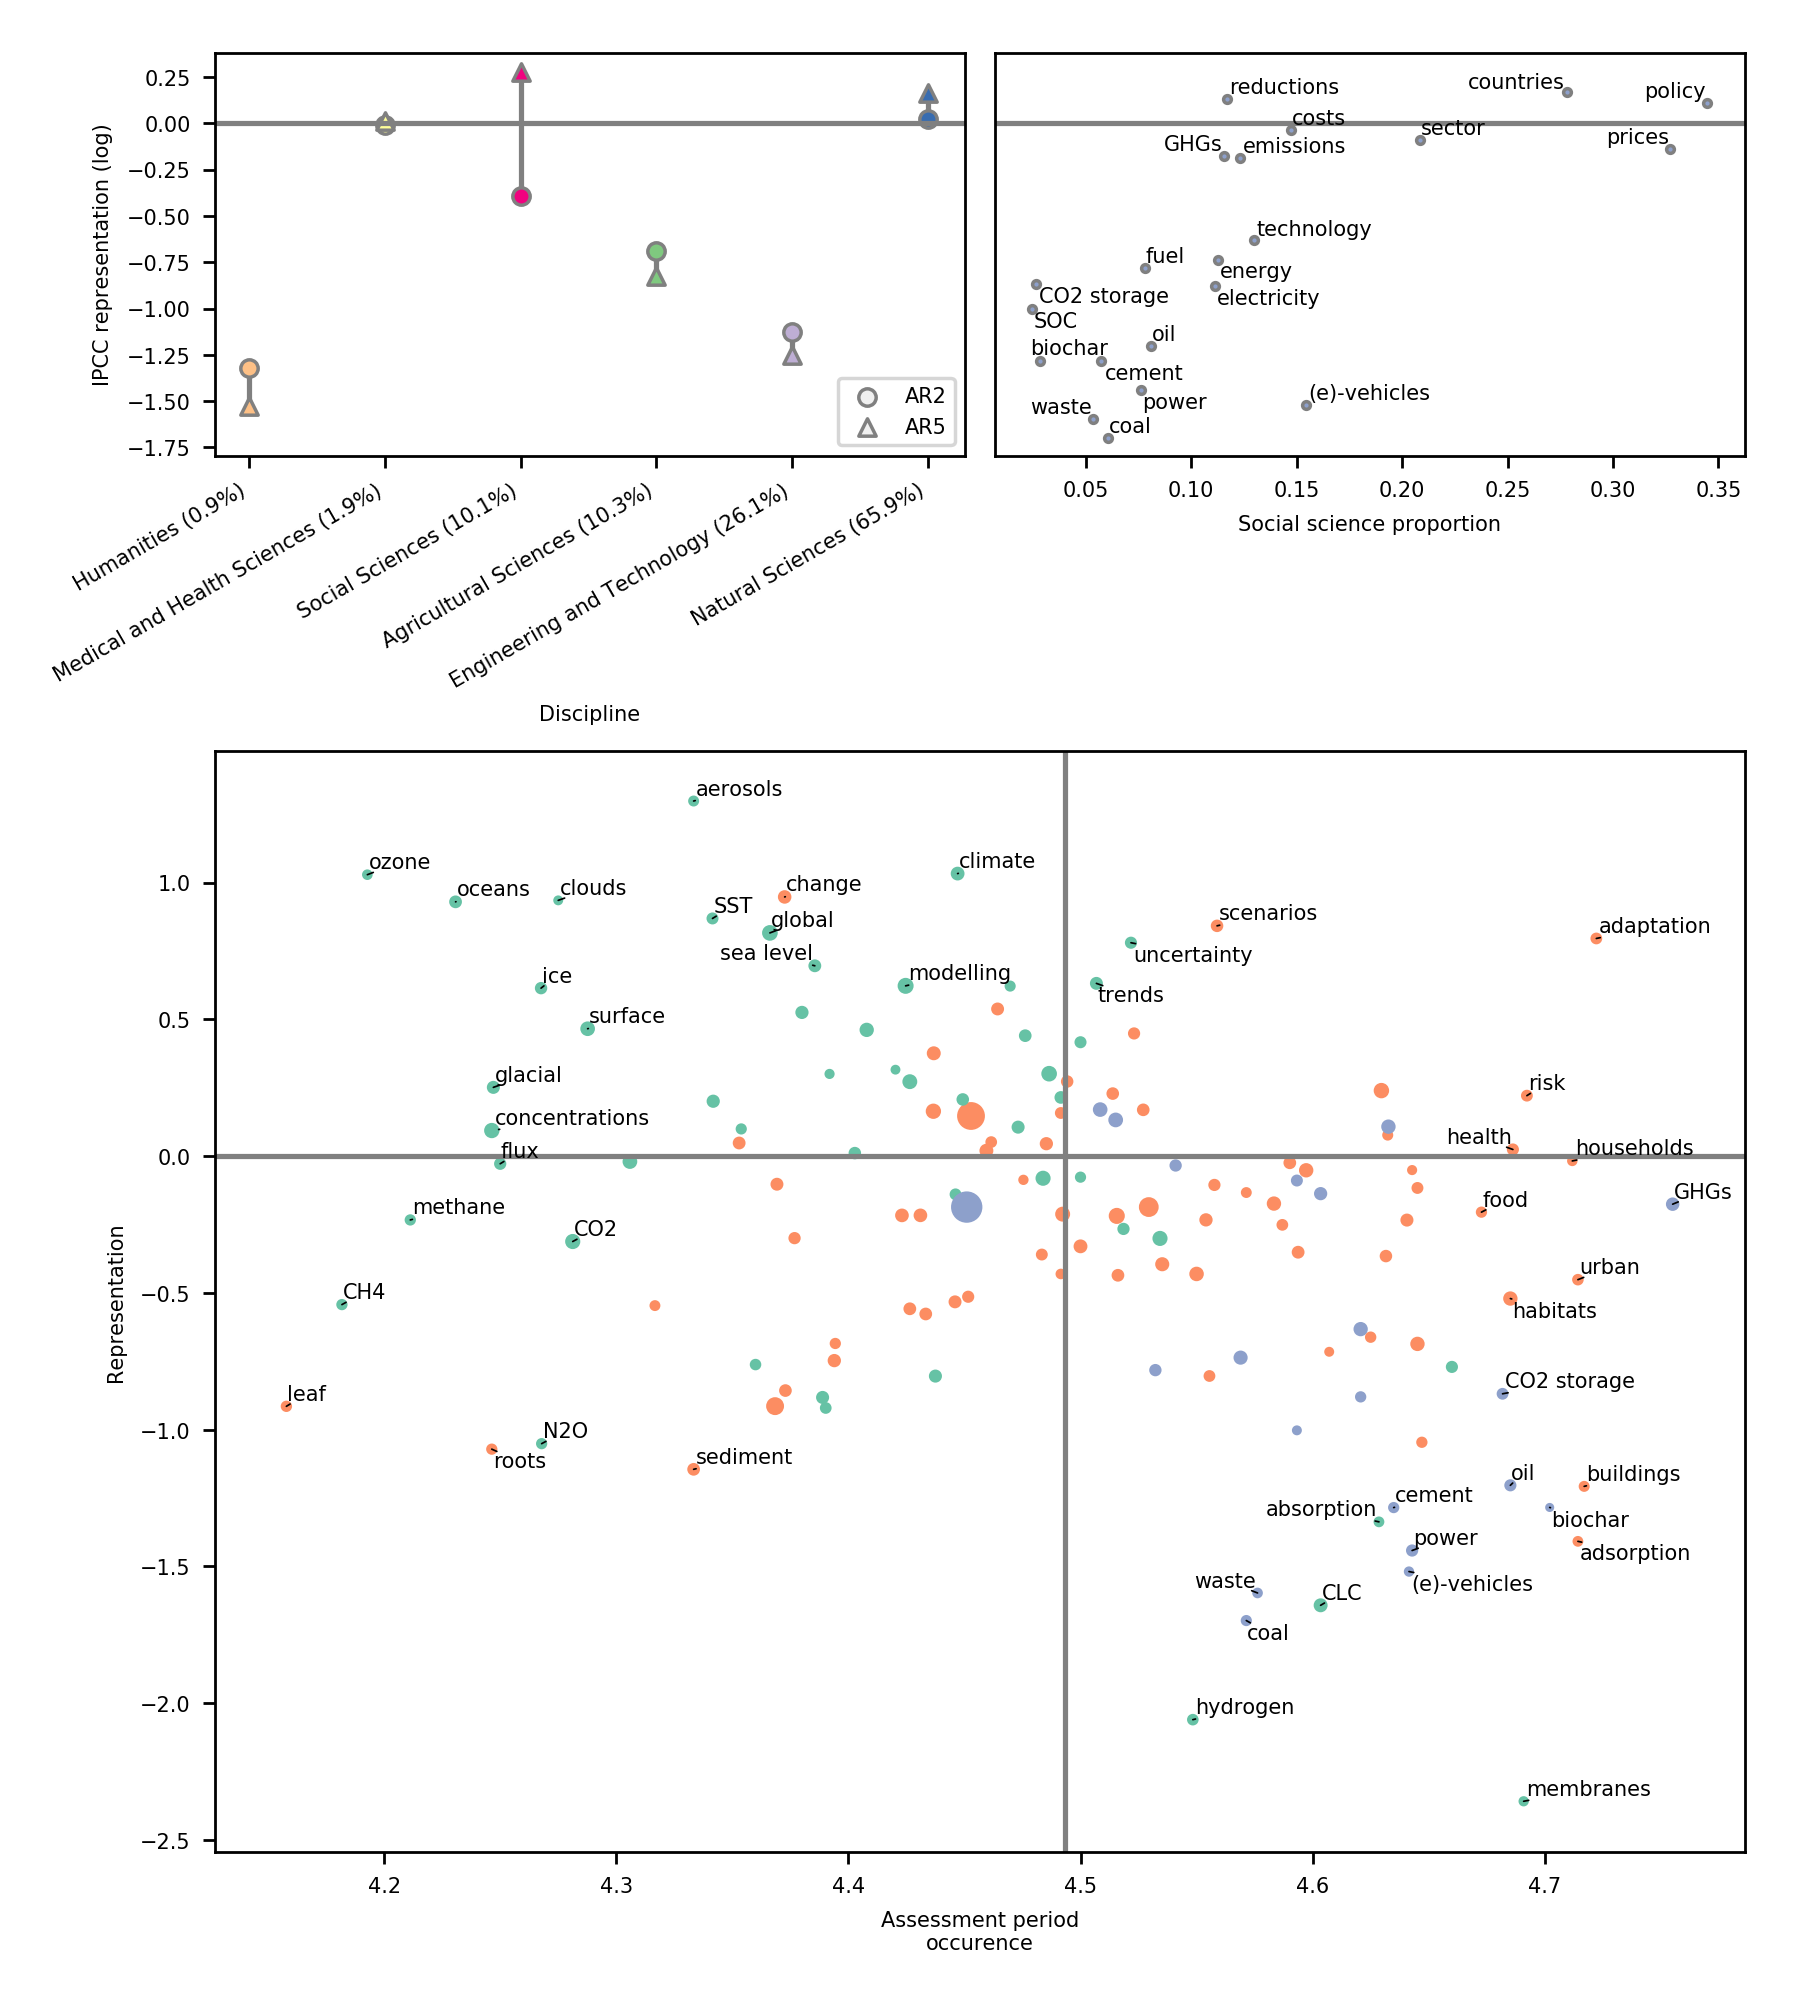 IPCC representation (log)
0.25
0.00
−0.25
−0.50
−0.75
−1.00
−1.25
−1.50
−1.75
AR2
AR5
Humanities (0.9%)
Medical and Health Sciences (1.9%)
Social Sciences (10.1%)
Agricultural Sciences (10.3%)
Engineering and Technology (26.1%)
Natural Sciences (65.9%)
Discipline
reductions
countries
policy
costs
sector
prices
GHGs
emissions
technology
fuel
energy
CO2 storage
electricity
SOC
oil
biochar
cement
power
(e)-vehicles
waste
coal
0.05
0.10
0.15
0.20
0.25
0.30
0.35
Social science proportion
Representation
1.0
0.5
0.0
−0.5
−1.0
−1.5
−2.0
−2.5
aerosols
ozone
climate
oceans
clouds
change
SST
global
scenarios
adaptation
sea level
uncertainty
ice
modelling
trends
surface
glacial
risk
concentrations
health
flux
households
methane
food
GHGs
CO2
urban
CH4
habitats
leaf
CO2 storage
N2O
roots
sediment
oil
buildings
absorption
cement
biochar
power
adsorption
waste
(e)-vehicles
CLC
coal
hydrogen
membranes
4.2
4.3
4.4
4.5
4.6
4.7
Assessment period
occurence